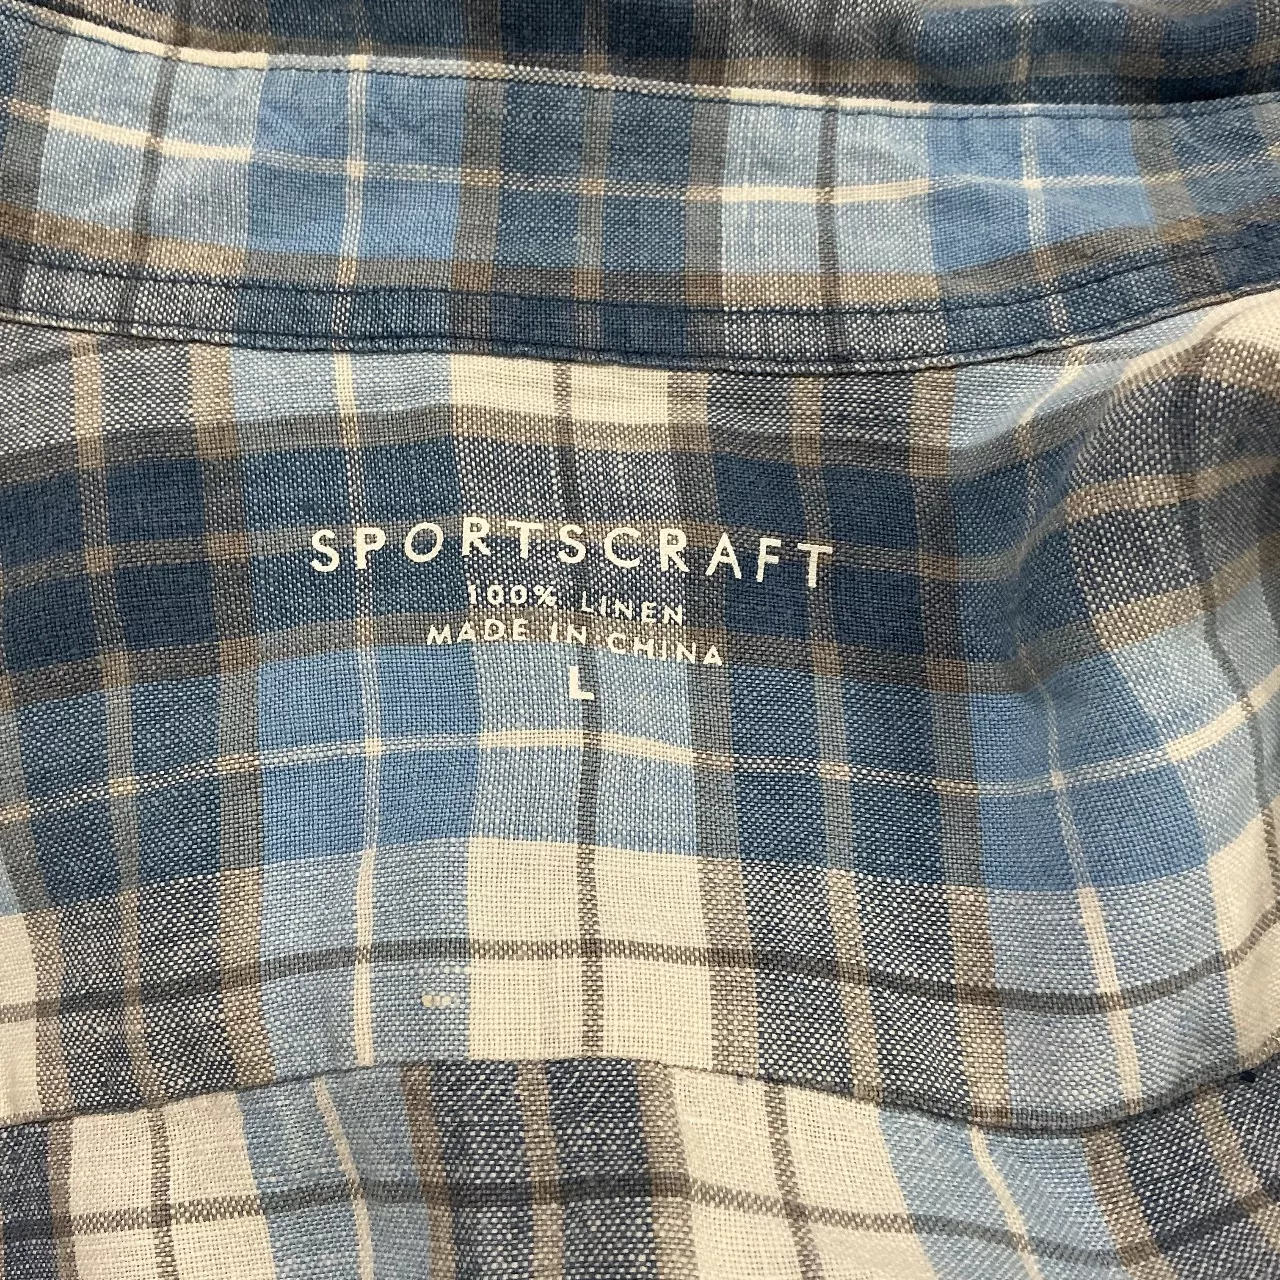 SPORTSCRAFT
100% LINEN
MADE IN CHINA
L